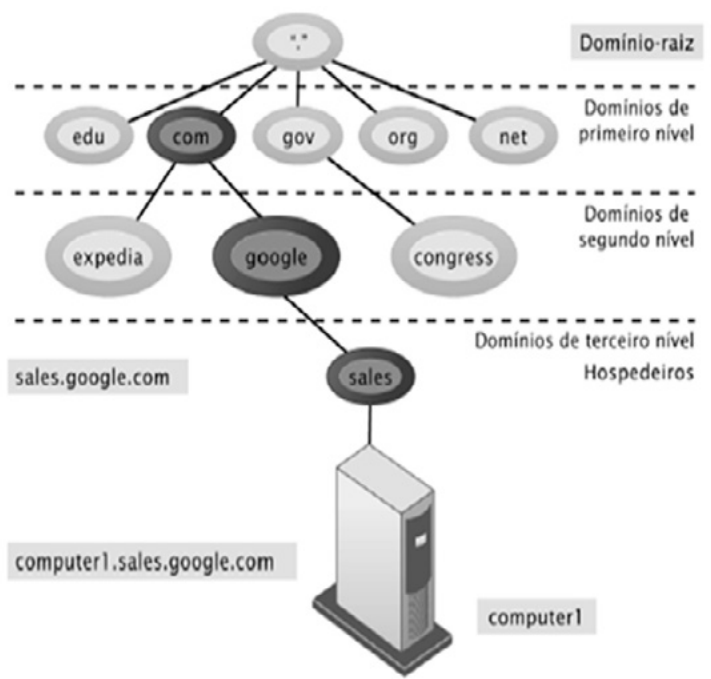 Domínio-raiz
Domínios de
primeiro nível
edu
com
gov
org
net
Domínios de
segundo nível
expedia
google
congress
Domínios de terceiro nível
Hospedeiros
sales.google.com
sales
computer1.sales.google.com
computer1